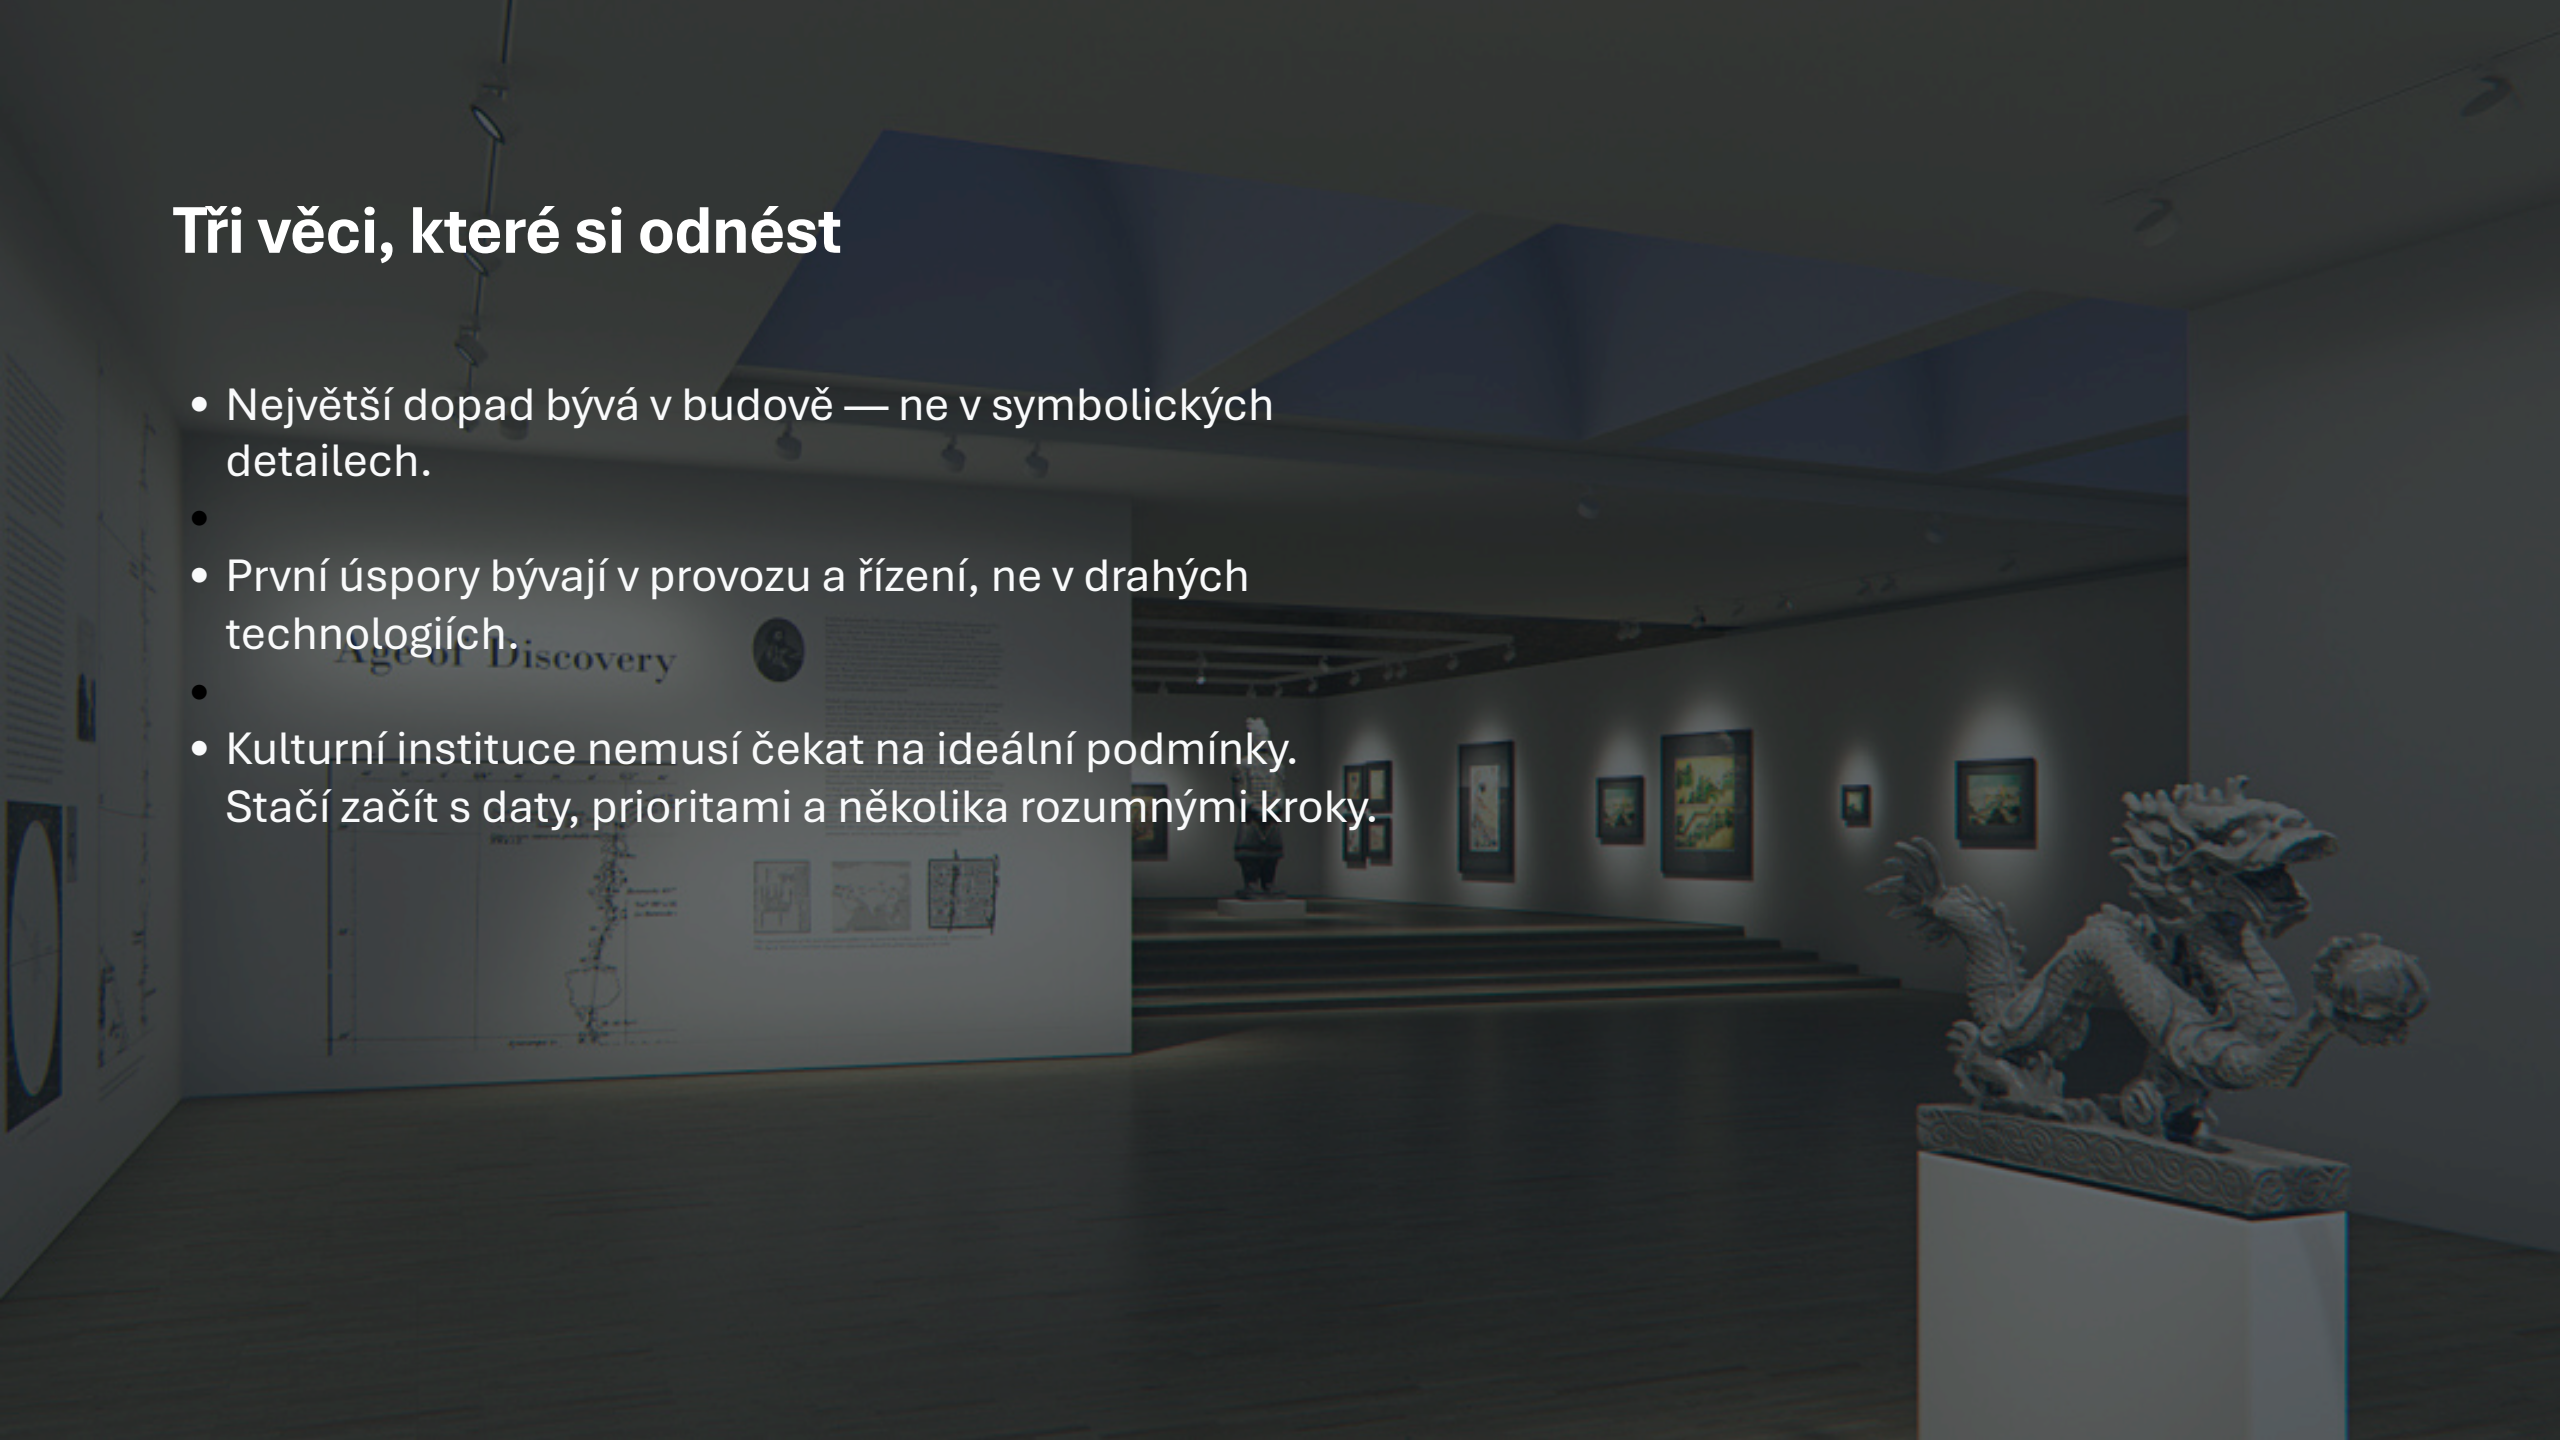 Tři věci, které si odnést
• Největší dopad bývá v budově — ne v symbolických
detailech.
•
• První úspory bývají v provozu a řízení, ne v drahých
technologiích.
Age of Discovery
•
• Kulturní instituce nemusí čekat na ideální podmínky.
Stačí začít s daty, prioritami a několika rozumnými kroky.